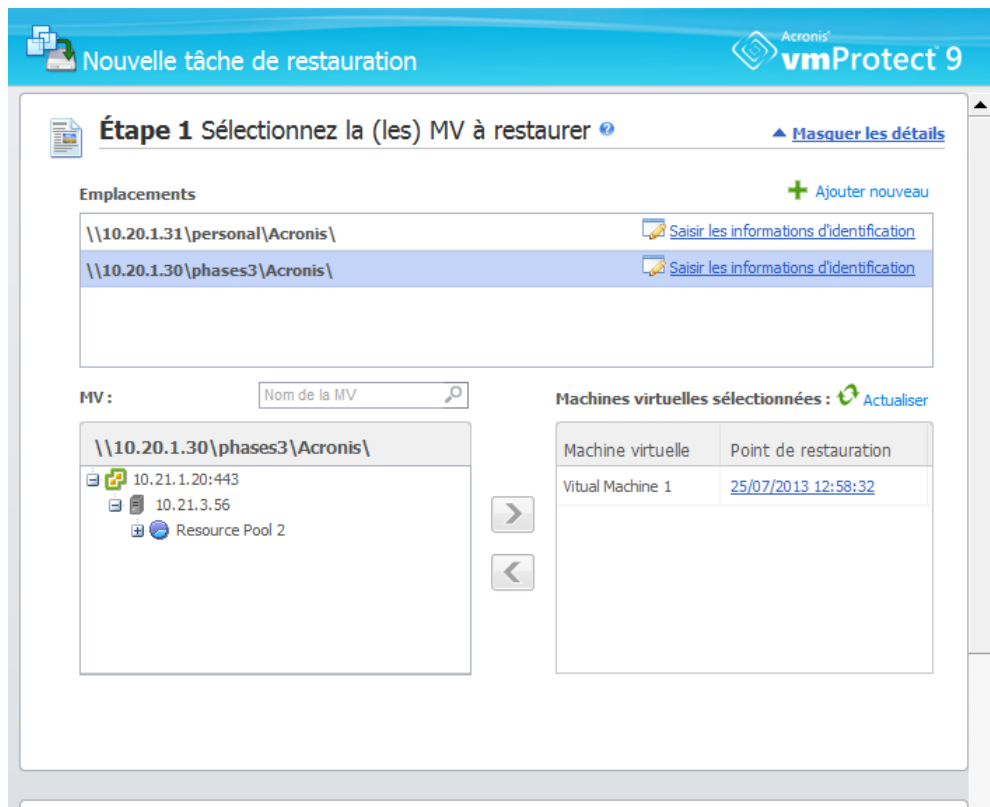 Nouvelle tâche de restauration
Acronis®
vmProtect™ 9
Étape 1 Sélectionnez la (les) MV à restaurer ?
Masquer les détails
Emplacements
Ajouter nouveau
\\10.20.1.31\personal\Acronis\
Saisir les informations d'identification
\\10.20.1.30\phases3\Acronis\
Saisir les informations d'identification
MV :
Nom de la MV
Machines virtuelles sélectionnées :
Actualiser
\\10.20.1.30\phases3\Acronis\
10.21.1.20:443
10.21.3.56
Resource Pool 2
Machine virtuelle
Point de restauration
Vitual Machine 1
25/07/2013 12:58:32